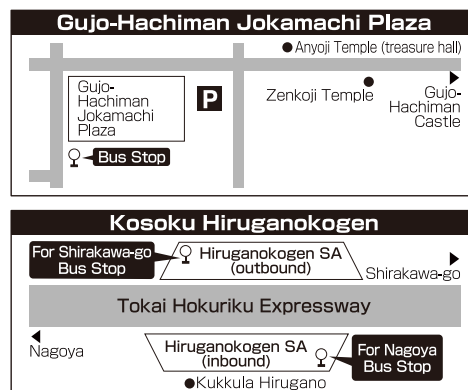 Gujo-Hachiman Jokamachi Plaza
●Anyoji Temple (treasure hall)
Gujo-
Hachiman
Jokamachi
Plaza
P
Zenkoji Temple
Gujo-
Hachiman
Castle
Bus Stop
Kosoku Hiruganokogen
For Shirakawa-go
Bus Stop
Hiruganokogen SA
(outbound)
Shirakawa-go
Tokai Hokuriku Expressway
Nagoya
Hiruganokogen SA
(inbound)
For Nagoya
Bus Stop
●Kukkula Hirugano